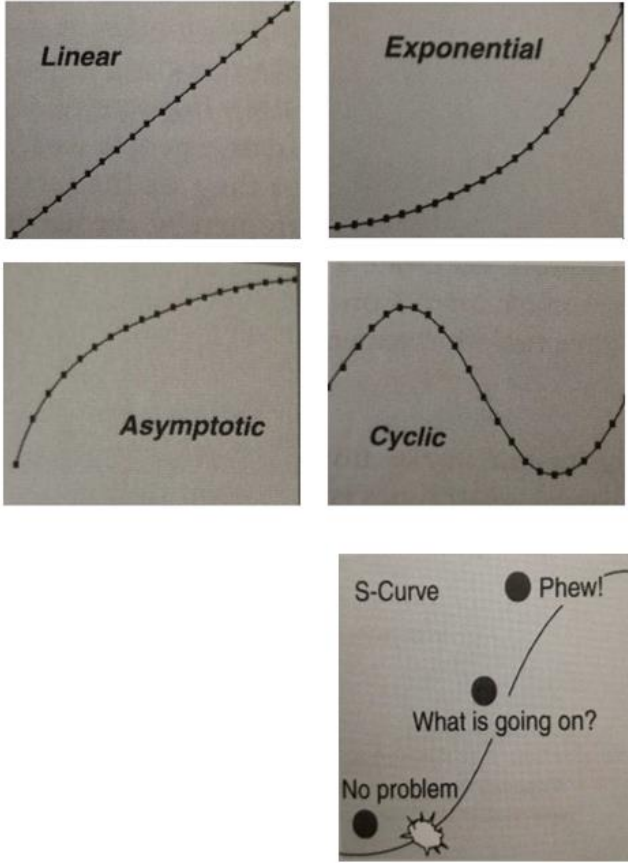 Linear
Exponential
Asymptotic
Cyclic
S-Curve
Phew!
What is going on?
No problem